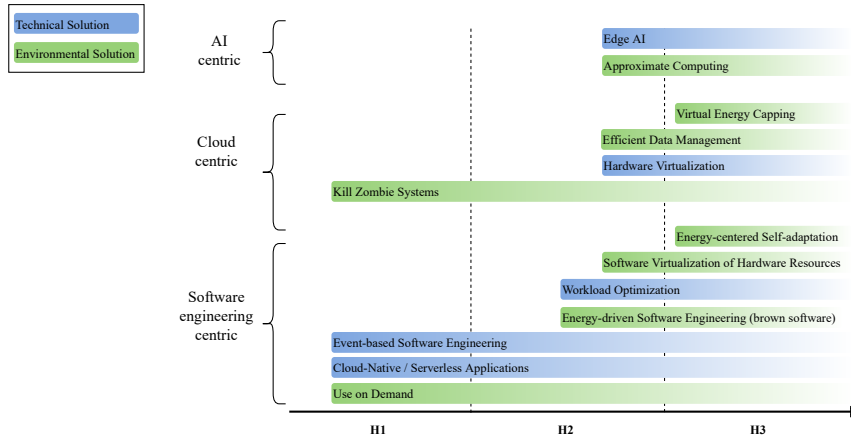 Technical Solution
Environmental Solution
AI
centric
Edge AI
Approximate Computing
Cloud
centric
Virtual Energy Capping
Efficient Data Management
Hardware Virtualization
Kill Zombie Systems
Software
engineering
centric
Energy-centered Self-adaptation
Software Virtualization of Hardware Resources
Workload Optimization
Energy-driven Software Engineering (brown software)
Event-based Software Engineering
Cloud-Native / Serverless Applications
Use on Demand
H1
H2
H3